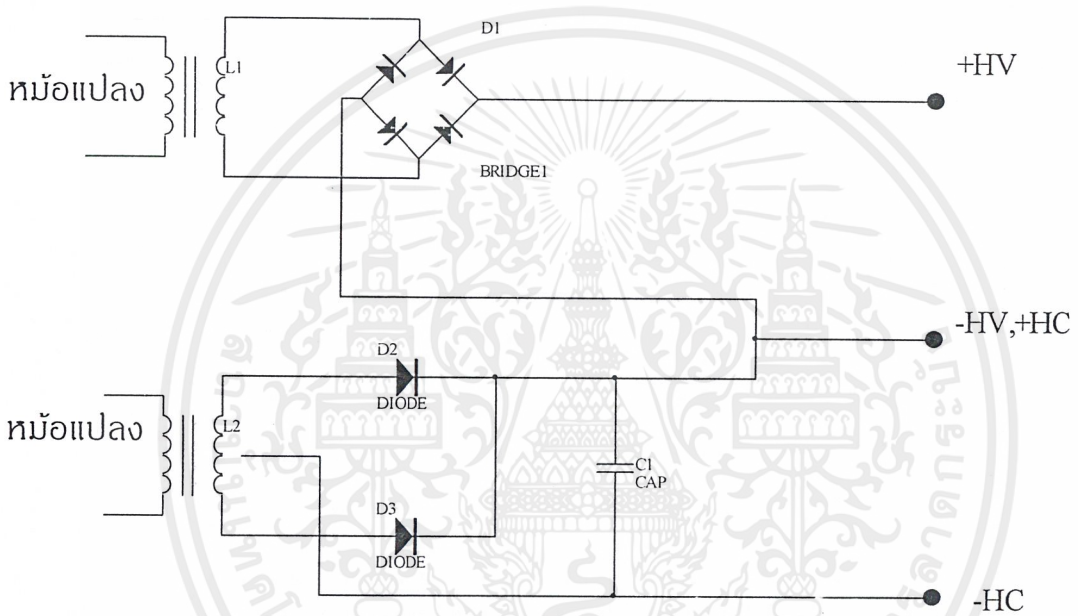 D1
+HV
หม้อแปลง
L1
BRIDGE1
-HV,+HC
D2
DIODE
หม้อแปลง
L2
C1
CAP
D3
DIODE
-HC